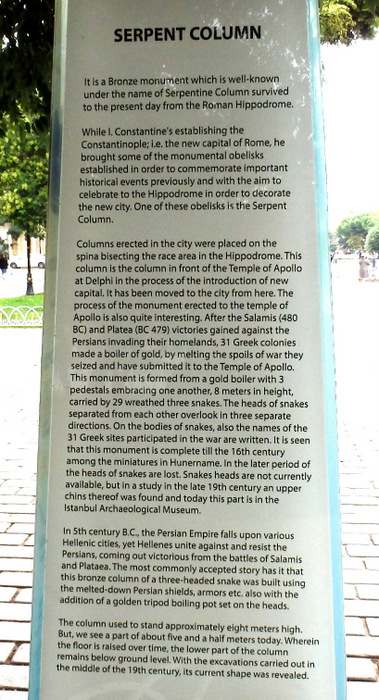 SERPENT COLUMN
It is a Bronze monument which is well-known
under the name of Serpentine Column survived
to the present day from the Roman Hippodrome.
While I. Constantine's establishing the
Constantinople; i.e. the new capital of Rome, he
brought some of the monumental obelisks
established in order to commemorate important
historical events previously and with the aim to
celebrate to the Hippodrome in order to decorate
the new city. One of these obelisks is the Serpent
Column.
Columns erected in the city were placed on the
spina bisecting the race area in the Hippodrome. This
column is the column in front of the Temple of Apollo
at Delphi in the process of the introduction of new
capital. It has been moved to the city from here. The
process of the monument erected to the temple of
Apollo is also quite interesting. After the Salamis (480
BC) and Platea (BC 479) victories gained against the
Persians invading their homelands, 31 Greek colonies
made a boiler of gold, by melting the spoils of war they
seized and have submitted it to the Temple of Apollo.
This monument is formed from a gold boiler with 3
pedestals embracing one another, 8 meters in height,
carried by 29 wreathed three snakes. The heads of snakes
separated from each other overlook in three separate
directions. On the bodies of snakes, also the names of the
31 Greek sites participated in the war are written. It is seen
that this monument is complete till the 16th century
among the miniatures in Hunername. In the later period of
the heads of snakes are lost. Snakes heads are not currently
available, but in a study in the late 19th century an upper
chins thereof was found and today this part is in the
Istanbul Archaeological Museum.
In 5th century B.C., the Persian Empire falls upon various
Hellenic cities, yet Hellenes unite against and resist the
Persians, coming out victorious from the battles of Salamis
and Plataea. The most commonly accepted story has it that
this bronze column of a three-headed snake was built using
the melted-down Persian shields, armors etc. also with the
addition of a golden tripod boiling pot set on the heads.
The column used to stand approximately eight meters high.
But, we see a part of about five and a half meters today. Wherein
the floor is raised over time, the lower part of the column
remains below ground level. With the excavations carried out in
the middle of the 19th century, its current shape was revealed.